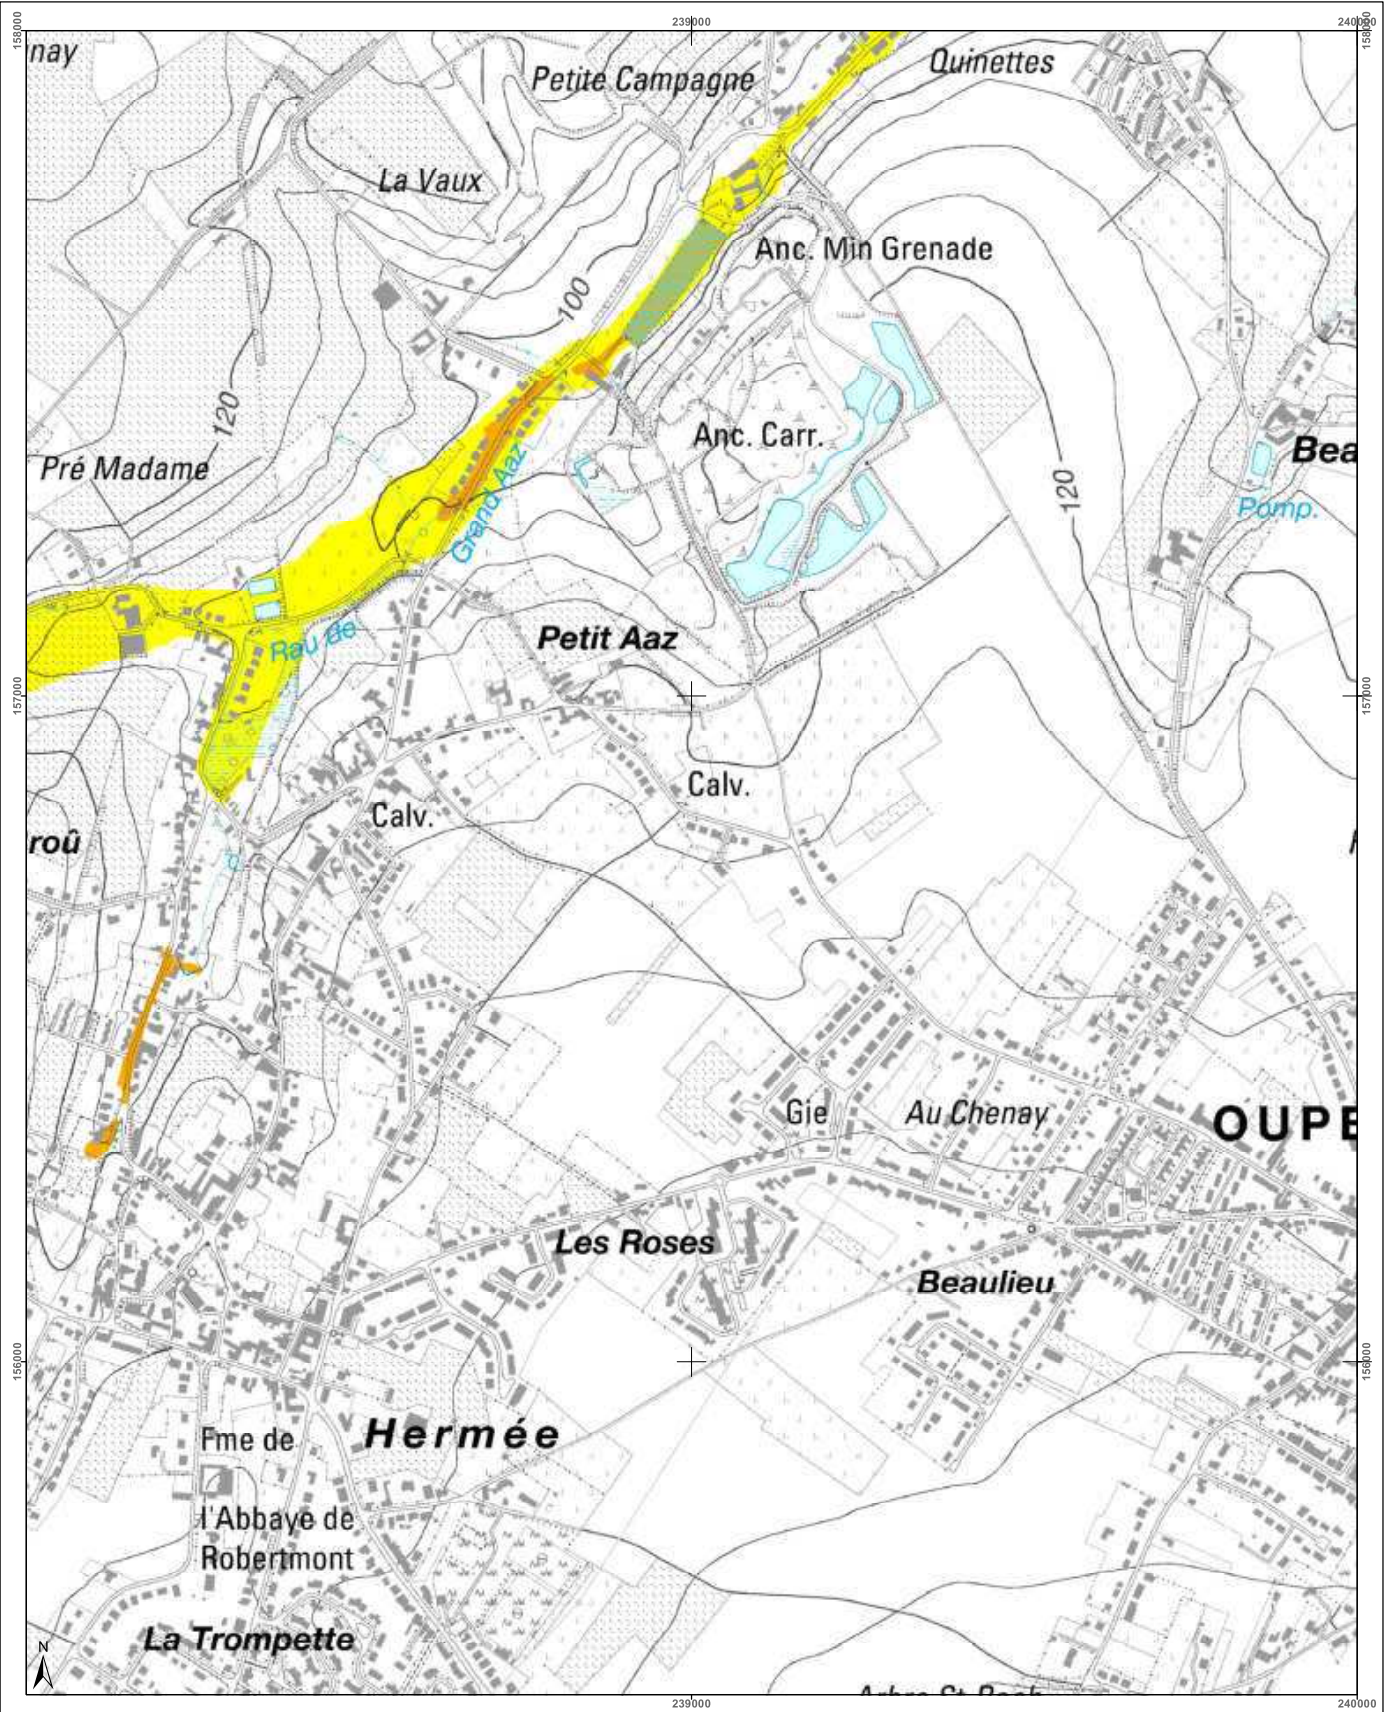 239000
240000
158000
158000
nay
Petite Campagne
Quinettes
La Vaux
Anc. Min Grenade
100
120
Anc. Carr.
Pré Madame
Bea
120
Pomp.
Grand Aaz
Rau de
Petit Aaz
157000
157000
Calv.
Calv.
roû
Gie
Au Chenay
OUPE
Les Roses
Beaulieu
156000
156000
Hermée
Fme de
l'Abbaye de
Robertmont
La Trompette
N
239000
240000